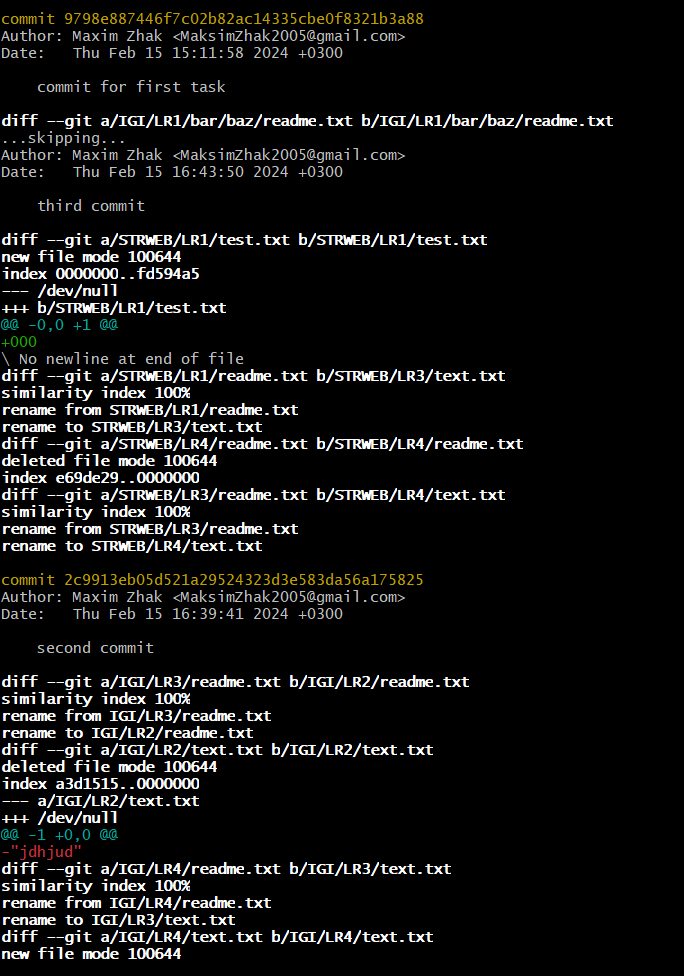 commit 9798e887446f7c02b82ac14335cbe0f8321b3a88
Author: Maxim Zhak <MaksimZhak2005@gmail.com>
Date:   Thu Feb 15 15:11:58 2024 +0300

    commit for first task

diff --git a/IGI/LR1/bar/baz/readme.txt b/IGI/LR1/bar/baz/readme.txt
...skipping...
Author: Maxim Zhak <MaksimZhak2005@gmail.com>
Date:   Thu Feb 15 16:43:50 2024 +0300

    third commit

diff --git a/STRWEB/LR1/test.txt b/STRWEB/LR1/test.txt
new file mode 100644
index 0000000..fd594a5
--- /dev/null
+++ b/STRWEB/LR1/test.txt
@@ -0,0 +1 @@
+000
\ No newline at end of file
diff --git a/STRWEB/LR1/readme.txt b/STRWEB/LR3/text.txt
similarity index 100%
rename from STRWEB/LR1/readme.txt
rename to STRWEB/LR3/text.txt
diff --git a/STRWEB/LR4/readme.txt b/STRWEB/LR4/readme.txt
deleted file mode 100644
index e69de29..0000000
diff --git a/STRWEB/LR3/readme.txt b/STRWEB/LR4/text.txt
similarity index 100%
rename from STRWEB/LR3/readme.txt
rename to STRWEB/LR4/text.txt

commit 2c9913eb05d521a29524323d3e583da56a175825
Author: Maxim Zhak <MaksimZhak2005@gmail.com>
Date:   Thu Feb 15 16:39:41 2024 +0300

    second commit

diff --git a/IGI/LR3/readme.txt b/IGI/LR2/readme.txt
similarity index 100%
rename from IGI/LR3/readme.txt
rename to IGI/LR2/readme.txt
diff --git a/IGI/LR2/text.txt b/IGI/LR2/text.txt
deleted file mode 100644
index a3d1515..0000000
--- a/IGI/LR2/text.txt
+++ /dev/null
@@ -1 +0,0 @@
-"jdhjud"
diff --git a/IGI/LR4/readme.txt b/IGI/LR3/text.txt
similarity index 100%
rename from IGI/LR4/readme.txt
rename to IGI/LR3/text.txt
diff --git a/IGI/LR4/text.txt b/IGI/LR4/text.txt
new file mode 100644